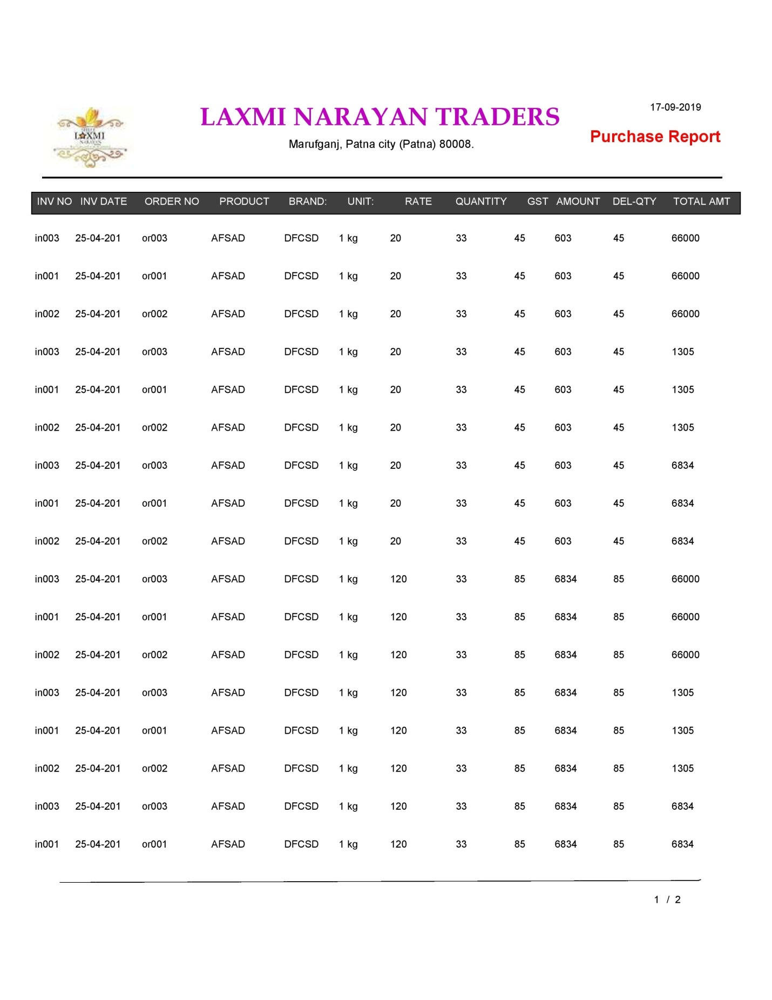 LAXMI
NARAYAN
LAXMI NARAYAN TRADERS
Marufganj, Patna city (Patna) 80008.
17-09-2019
Purchase Report
INV NO INV DATE ORDER NO PRODUCT BRAND: UNIT: RATE QUANTITY GST AMOUNT DEL-QTY TOTAL AMT
in003 25-04-201 or003 AFSAD DFCSD 1 kg 20 33 45 603 45 66000
in001 25-04-201 or001 AFSAD DFCSD 1 kg 20 33 45 603 45 66000
in002 25-04-201 or002 AFSAD DFCSD 1 kg 20 33 45 603 45 66000
in003 25-04-201 or003 AFSAD DFCSD 1 kg 20 33 45 603 45 1305
in001 25-04-201 or001 AFSAD DFCSD 1 kg 20 33 45 603 45 1305
in002 25-04-201 or002 AFSAD DFCSD 1 kg 20 33 45 603 45 1305
in003 25-04-201 or003 AFSAD DFCSD 1 kg 20 33 45 603 45 6834
in001 25-04-201 or001 AFSAD DFCSD 1 kg 20 33 45 603 45 6834
in002 25-04-201 or002 AFSAD DFCSD 1 kg 20 33 45 603 45 6834
in003 25-04-201 or003 AFSAD DFCSD 1 kg 120 33 85 6834 85 66000
in001 25-04-201 or001 AFSAD DFCSD 1 kg 120 33 85 6834 85 66000
in002 25-04-201 or002 AFSAD DFCSD 1 kg 120 33 85 6834 85 66000
in003 25-04-201 or003 AFSAD DFCSD 1 kg 120 33 85 6834 85 1305
in001 25-04-201 or001 AFSAD DFCSD 1 kg 120 33 85 6834 85 1305
in002 25-04-201 or002 AFSAD DFCSD 1 kg 120 33 85 6834 85 1305
in003 25-04-201 or003 AFSAD DFCSD 1 kg 120 33 85 6834 85 6834
in001 25-04-201 or001 AFSAD DFCSD 1 kg 120 33 85 6834 85 6834
1 / 2